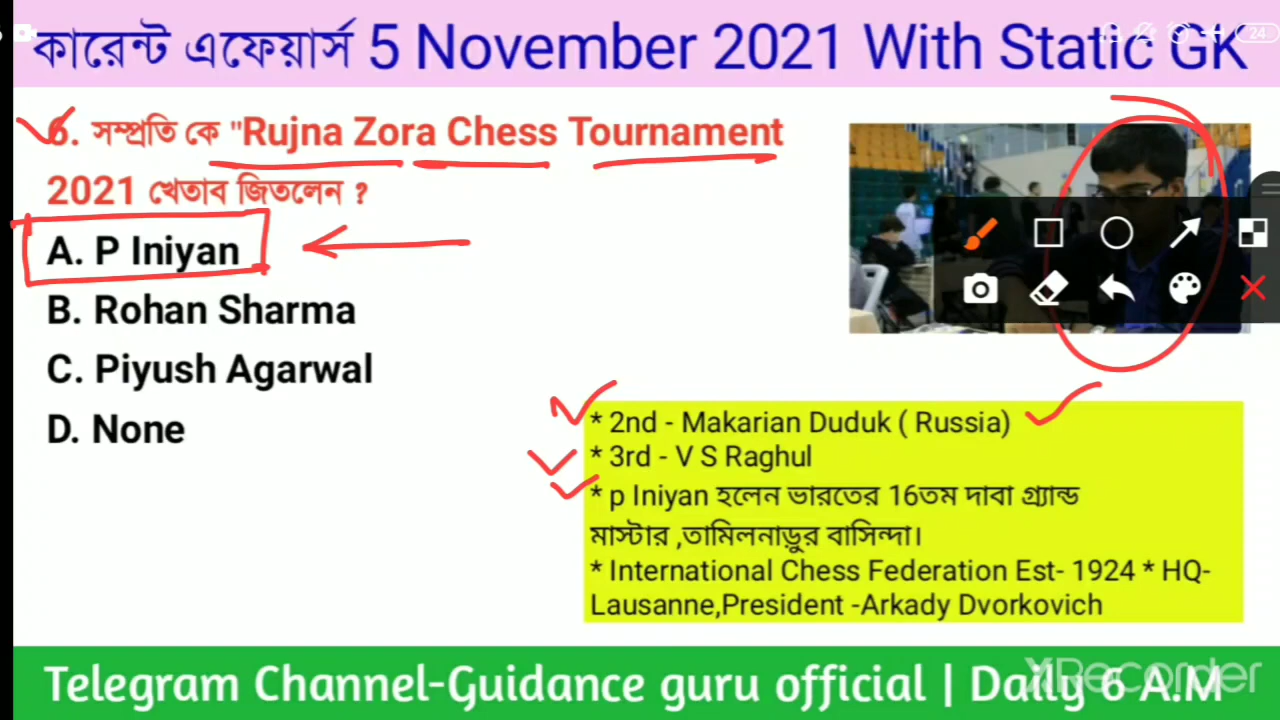 কারেন্ট এফেয়ার্স 5 November 2021 With Static GK
24
6. সম্প্রতি কে "Rujna Zora Chess Tournament
2021 খেতাব জিতলেন ?
A. P Iniyan
B. Rohan Sharma
C. Piyush Agarwal
D. None
* 2nd - Makarian Duduk ( Russia)
* 3rd - V S Raghul
* p Iniyan হলেন ভারতের 16তম দাবা গ্র্যান্ড
মাস্টার ,তামিলনাড়ুর বাসিন্দা।
* International Chess Federation Est- 1924 * HQ-
Lausanne,President -Arkady Dvorkovich
Telegram Channel-Guidance guru official | Daily 6 A.M
XRecorder